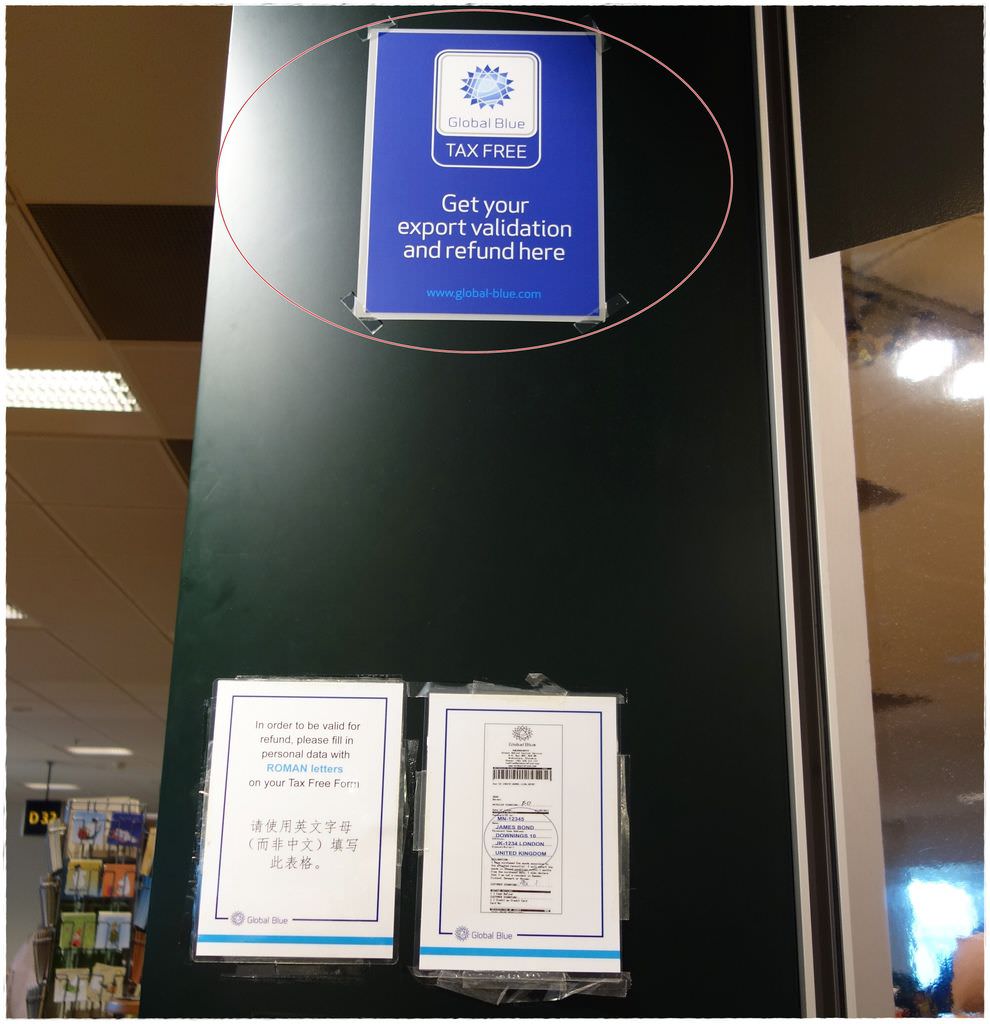 Global Blue
TAX FREE
Get your
export validation
and refund here
www.global-blue.com
In order to be valid for
refund, please fill in
personal data with
ROMAN letters
on your Tax Free Form
请使用英文字母
（而非中文）填写
此表格。
Global Blue
Global Blue
MN-12345
JAMES BOND
DOWNINGS 10
JK-1234 LONDON
UNITED KINGDOM
Global Blue
D 32